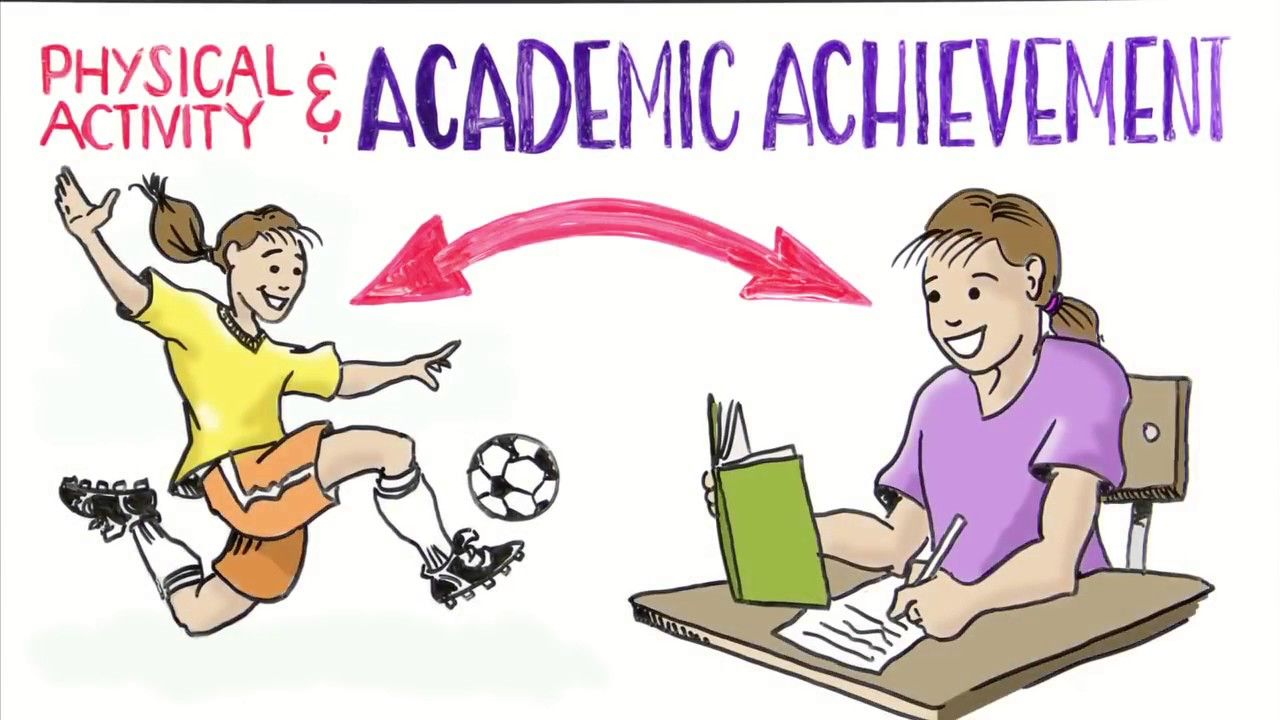 PHYSICAL
ACTIVITY
& ACADEMIC ACHIEVEMENT